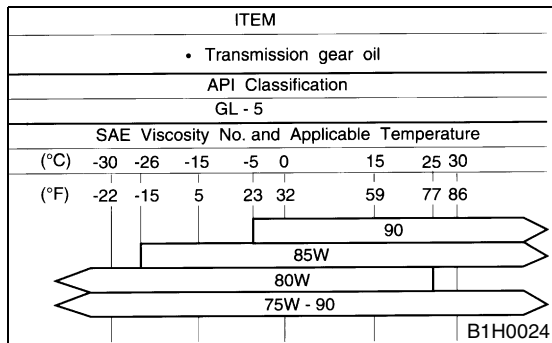 ITEM
• Transmission gear oil
API Classification
GL - 5
SAE Viscosity No. and Applicable Temperature
(°C) -30 -26 -15 -5 0 15 25 30
(°F) -22 -15 5 23 32 59 77 86
90
85W
80W
75W - 90
B1H0024